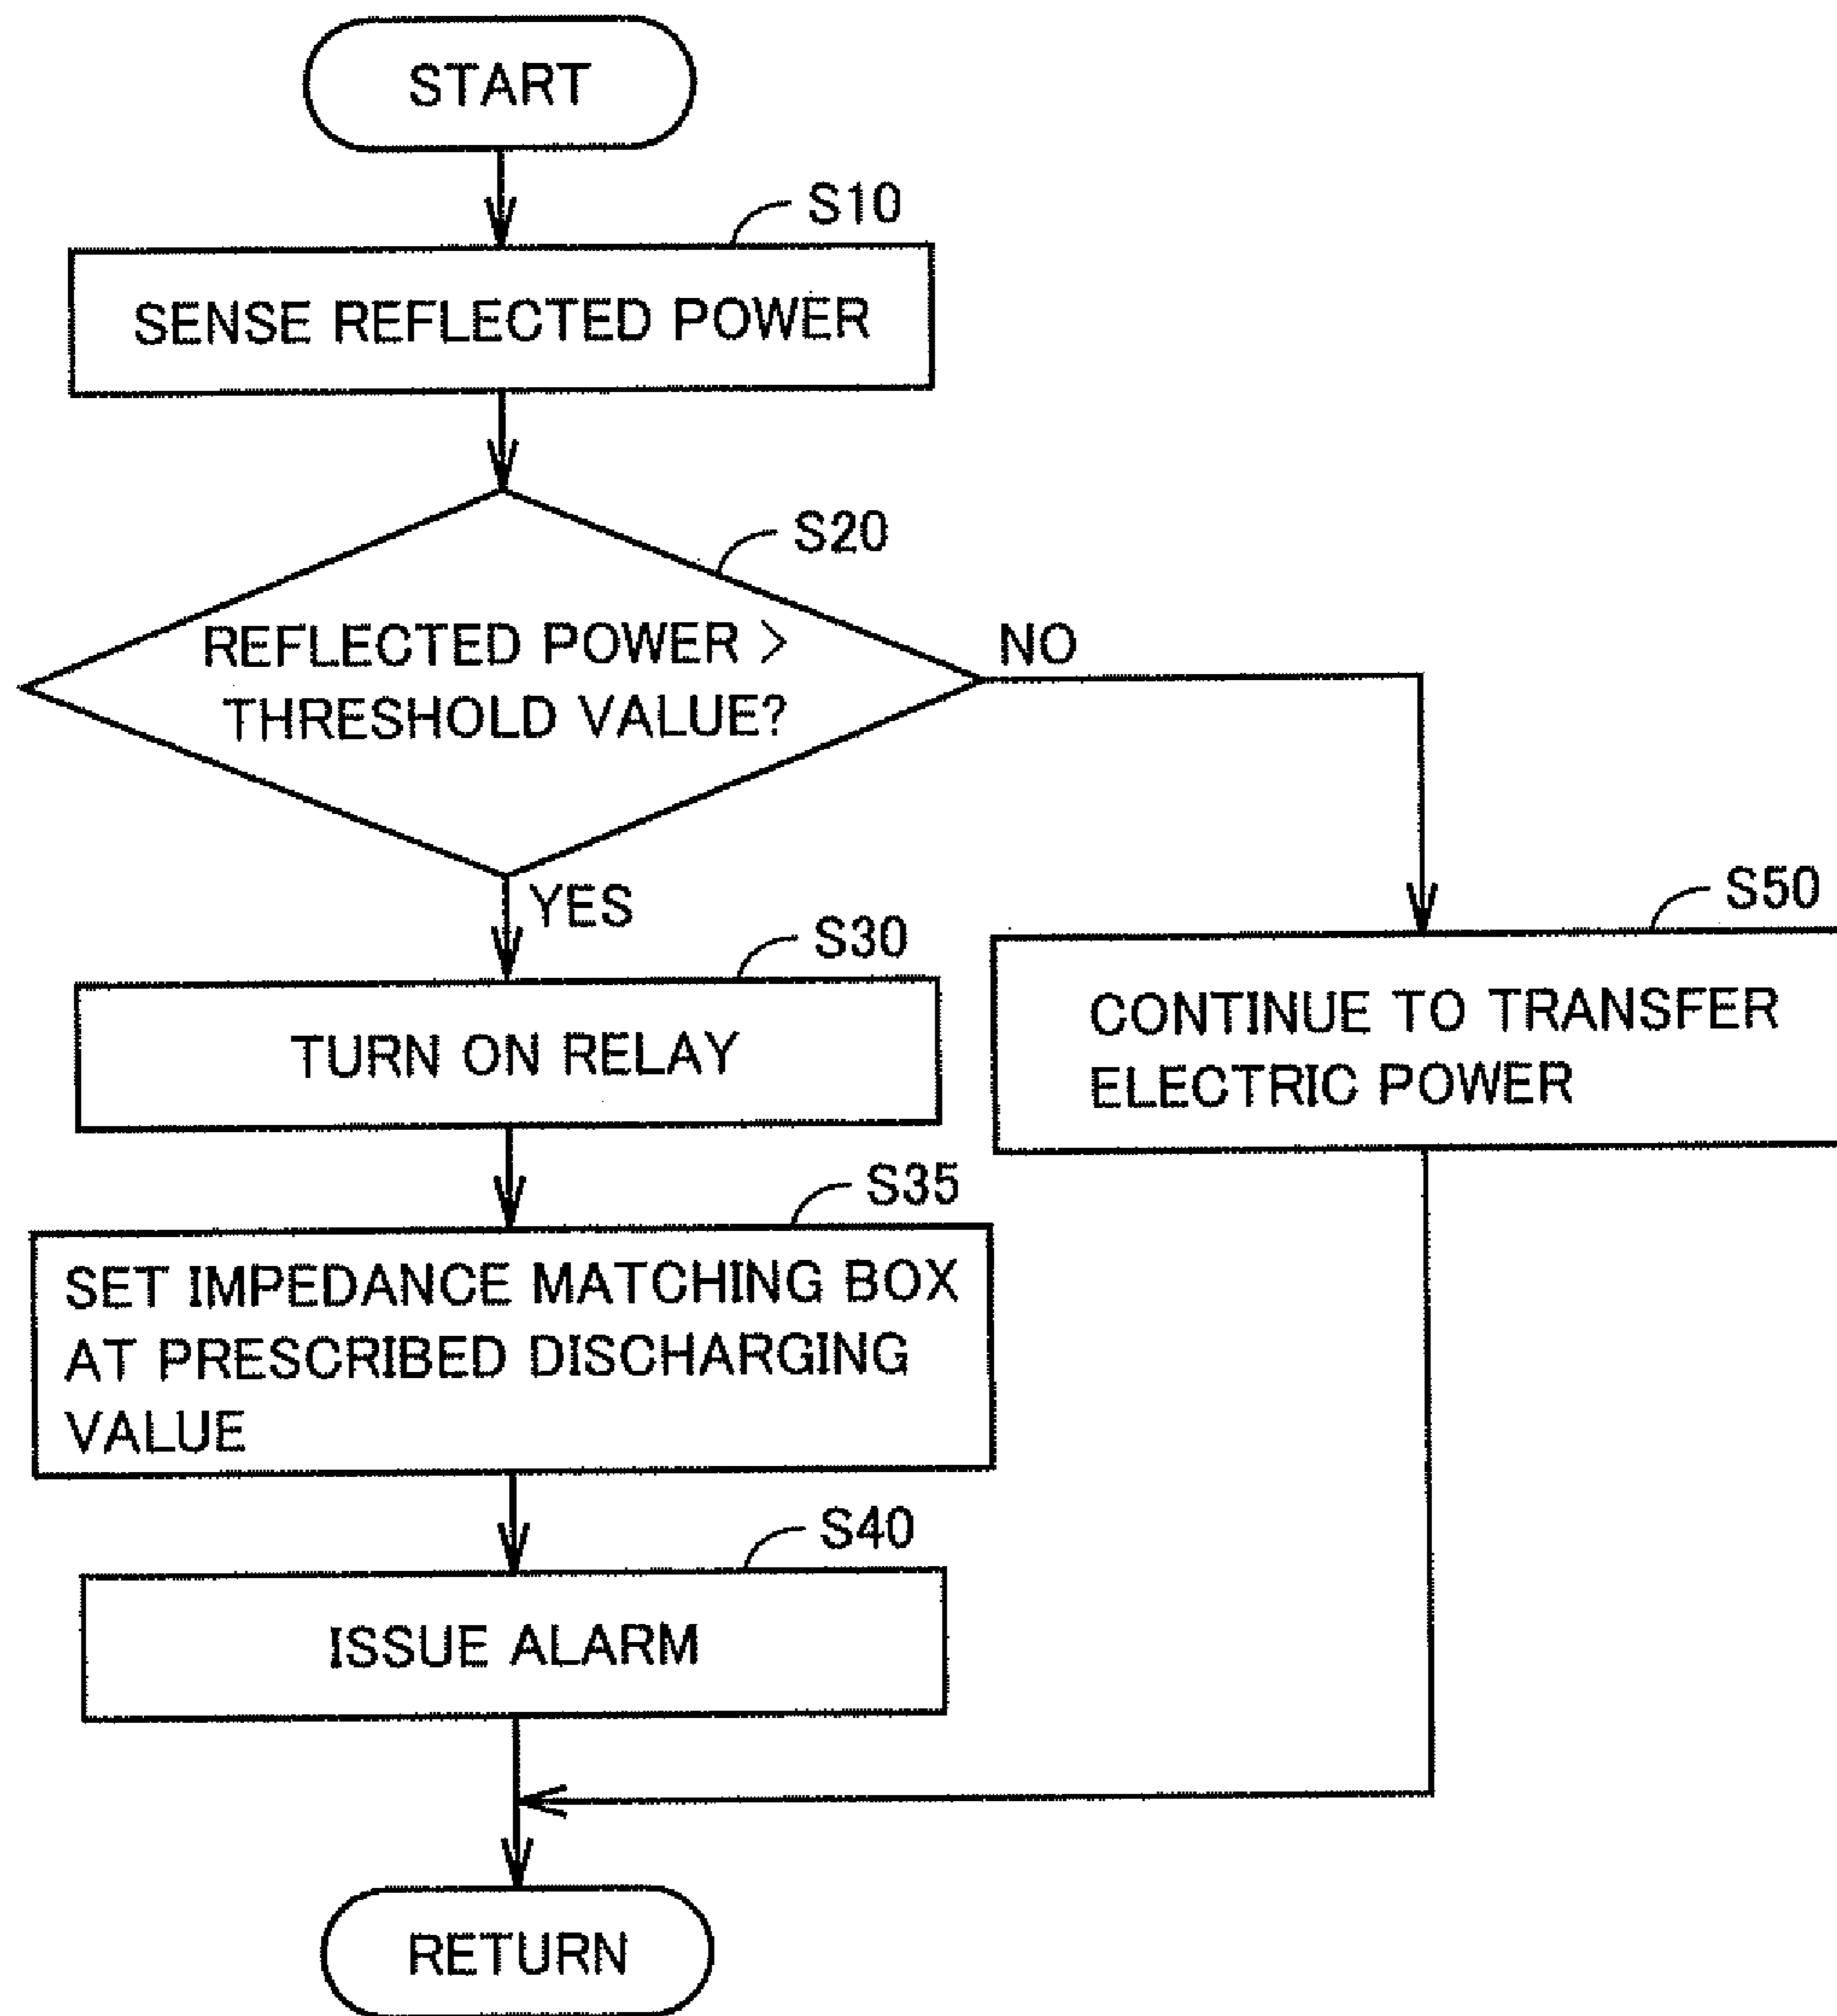 START
S10
SENSE REFLECTED POWER
S20
REFLECTED POWER >
THRESHOLD VALUE?
NO
YES
S30
TURN ON RELAY
S50
CONTINUE TO TRANSFER
ELECTRIC POWER
S35
SET IMPEDANCE MATCHING BOX
AT PRESCRIBED DISCHARGING
VALUE
S40
ISSUE ALARM
RETURN